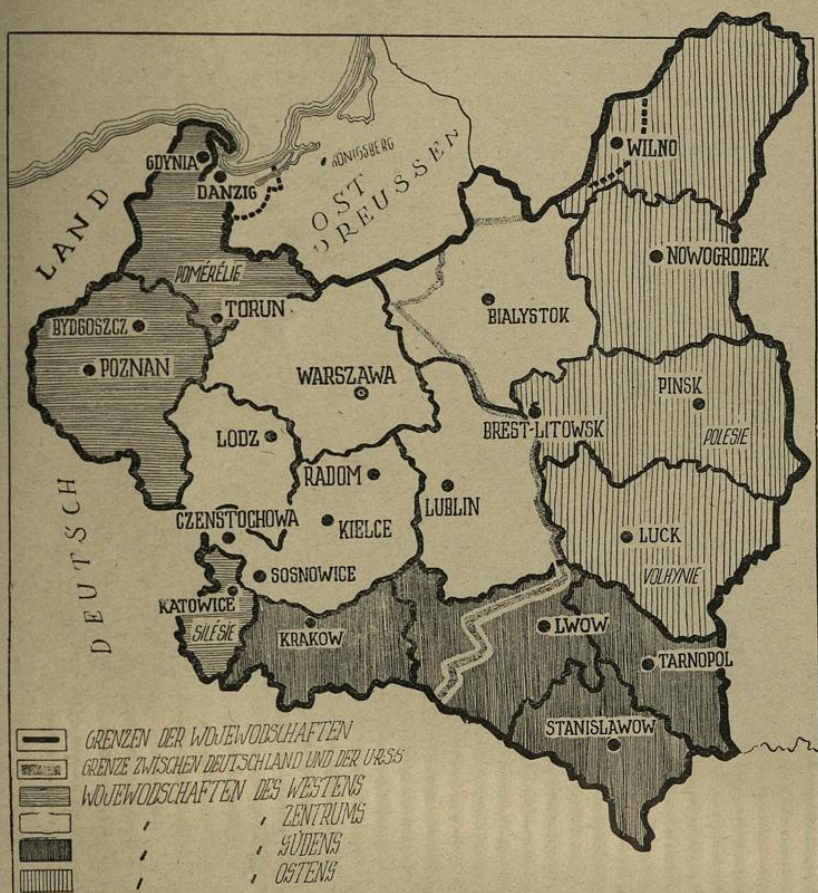 WILNO
GDYNIA
KÖNIGSBERG
DANZIG
OST
PREUSSEN
LAND
NOWOGRODEK
POMÉRÉLIE
BIALYSTOK
TORUN
BYDGOSZCZ
POZNAN
WARSZAWA
PINSK
BREST-LITOWSK
POLESIE
LODZ
RADOM
LUBLIN
DEUTSCH
CZENSTOCHOWA
KIELCE
LUCK
SOSNOWICE
VOLHYNIE
KATOWICE
SILÉSIE
KRAKOW
LWOW
TARNOPOL
STANISLAWOW
GRENZEN DER WOJEWODSCHAFTEN
GRENZE ZWISCHEN DEUTSCHLAND UND DER URSS
WOJEWODSCHAFTEN DES WESTENS
' ' ZENTRUMS
' ' SÜDENS
' ' OSTENS